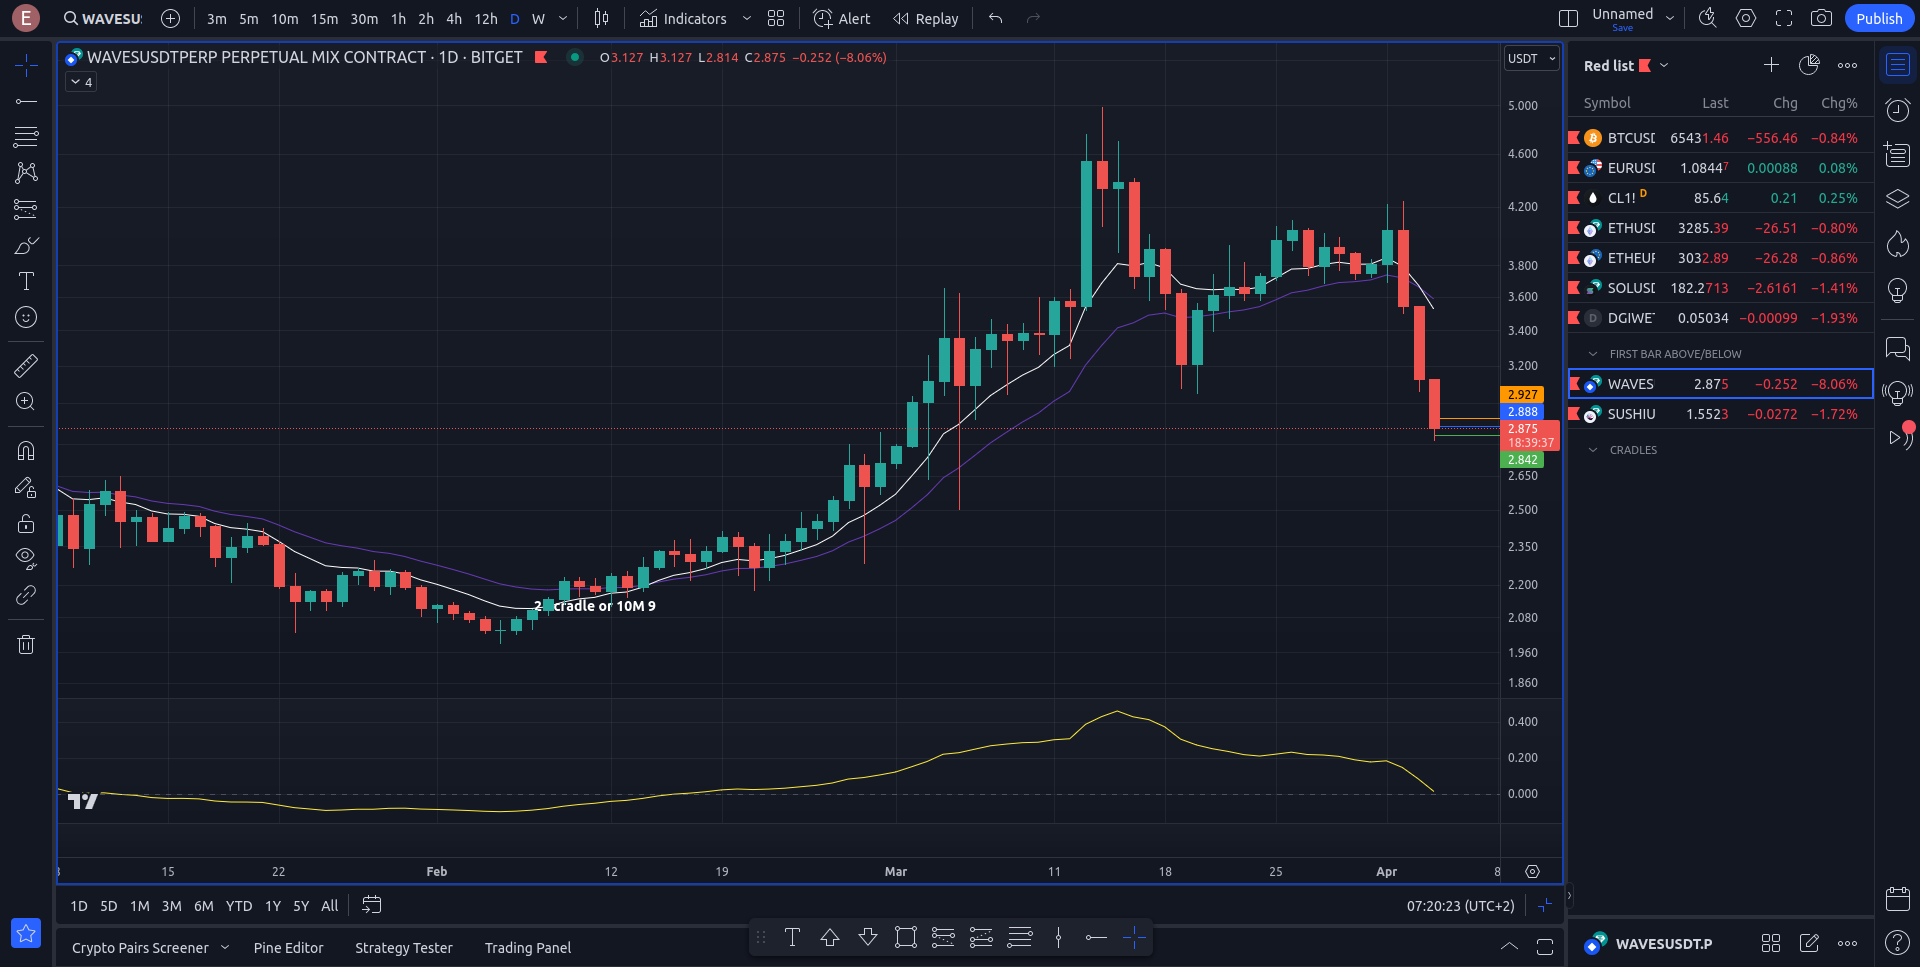 E WAVESU 3m 5m 10m 15m 30m 1h 2h 4h 12h D W Indicators Alert Replay Unnamed Save Publish
WAVESUSDTPERP PERPETUAL MIX CONTRACT · 1D · BITGET O3.127 H3.127 L2.814 C2.875 −0.252 (−8.06%)
4
USDT
5.000
4.600
4.200
3.800
3.600
3.400
3.200
2.927
2.888
2.875
18:39:37
2.842
2.650
2.500
2.350
2.200
2.080
1.960
1.860
0.400
0.200
0.000
cradle or 10M 9
15 22 Feb 12 19 Mar 11 18 25 Apr 8
1D 5D 1M 3M 6M YTD 1Y 5Y All 07:20:23 (UTC+2)
Crypto Pairs Screener Pine Editor Strategy Tester Trading Panel
Red list
Symbol Last Chg Chg%
BTCUSD 65431.46 −556.46 −0.84%
EURUSD 1.08447 0.00088 0.08%
CL1! D 85.64 0.21 0.25%
ETHUSD 3285.39 −26.51 −0.80%
ETHEUR 3032.89 −26.28 −0.86%
SOLUSD 182.2713 −2.6161 −1.41%
D DGIWE 0.05034 −0.00099 −1.93%
FIRST BAR ABOVE/BELOW
WAVES 2.875 −0.252 −8.06%
SUSHIU 1.5523 −0.0272 −1.72%
CRADLES
WAVESUSDT.P